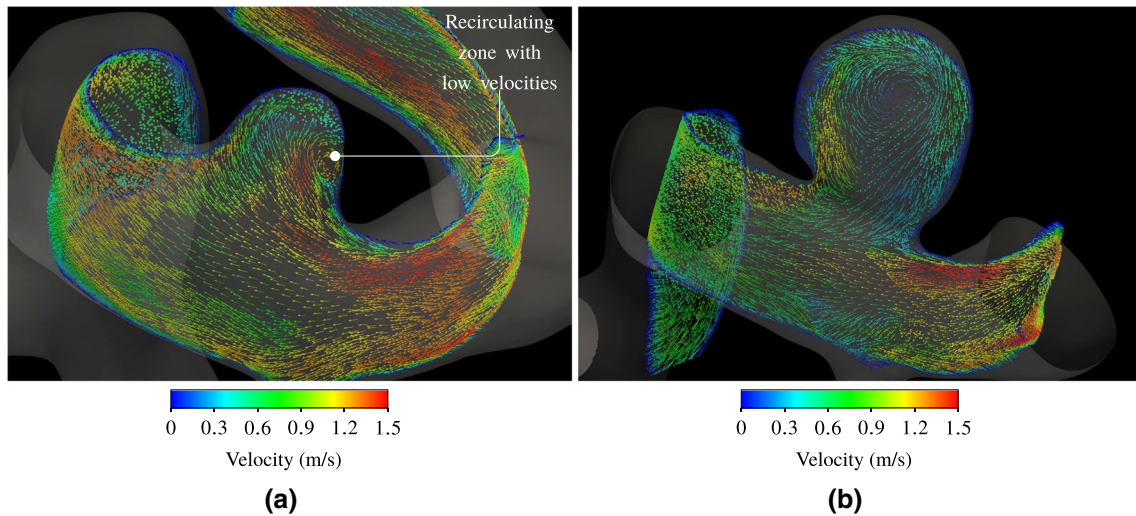 Recirculating
zone with
low velocities
0 0.3 0.6 0.9 1.2 1.5
Velocity (m/s)
(a)
0 0.3 0.6 0.9 1.2 1.5
Velocity (m/s)
(b)